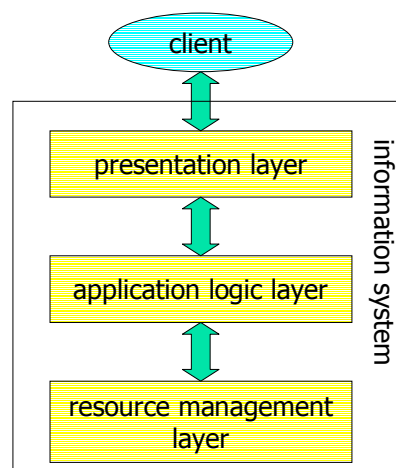 client
presentation layer
application logic layer
resource management
layer
information system